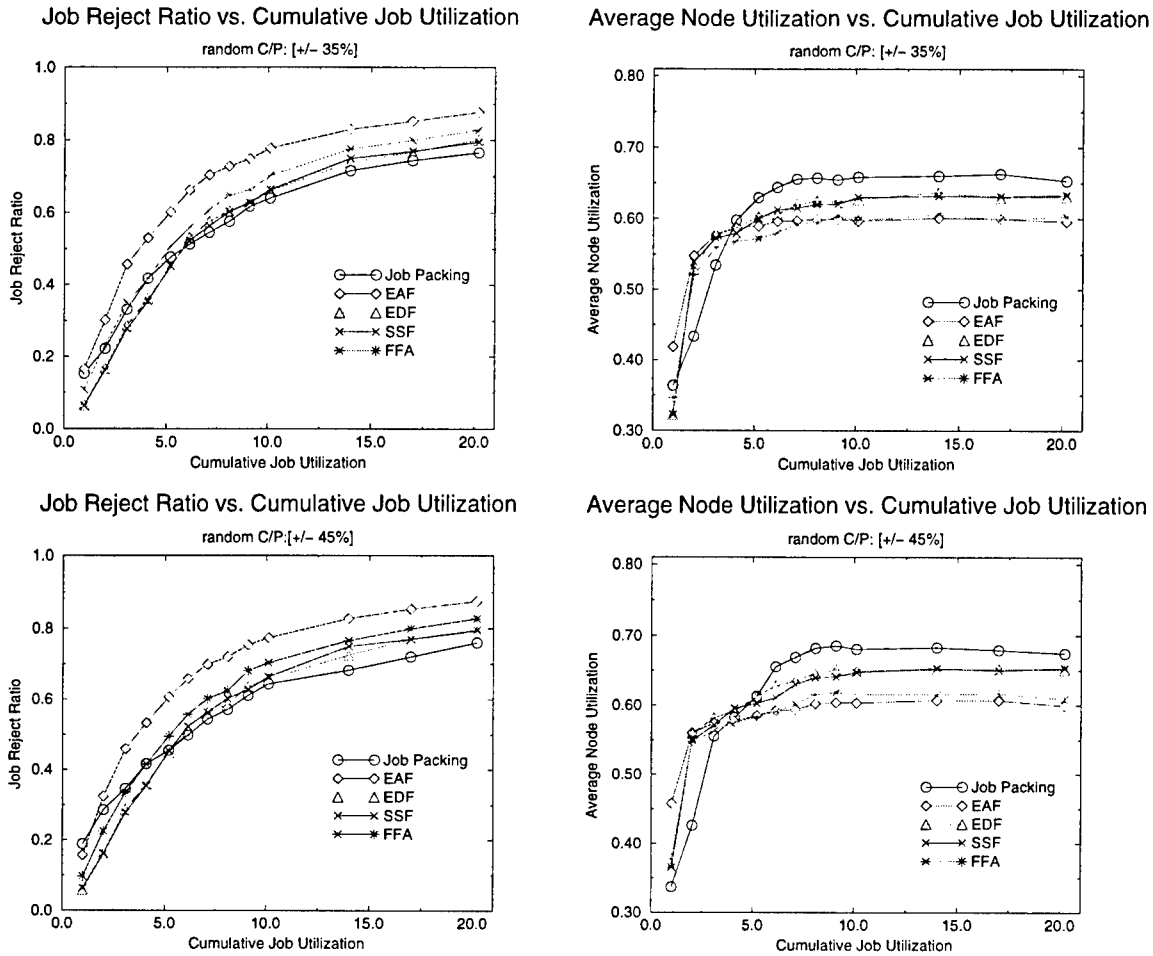 Job Reject Ratio vs. Cumulative Job Utilization
random C/P: [+/− 35%]
1.0
0.8
0.6
0.4
0.2
0.0
Job Reject Ratio
Job Packing
EAF
EDF
SSF
FFA
0.0
5.0
10.0
15.0
20.0
Cumulative Job Utilization
Average Node Utilization vs. Cumulative Job Utilization
random C/P: [+/− 35%]
0.80
0.70
0.60
0.50
0.40
0.30
Average Node Utilization
Job Packing
EAF
EDF
SSF
FFA
0.0
5.0
10.0
15.0
20.0
Cumulative Job Utilization
Job Reject Ratio vs. Cumulative Job Utilization
random C/P:[+/− 45%]
1.0
0.8
0.6
0.4
0.2
0.0
Job Reject Ratio
Job Packing
EAF
EDF
SSF
FFA
0.0
5.0
10.0
15.0
20.0
Cumulative Job Utilization
Average Node Utilization vs. Cumulative Job Utilization
random C/P: [+/− 45%]
0.80
0.70
0.60
0.50
0.40
0.30
Average Node Utilization
Job Packing
EAF
EDF
SSF
FFA
0.0
5.0
10.0
15.0
20.0
Cumulative Job Utilization